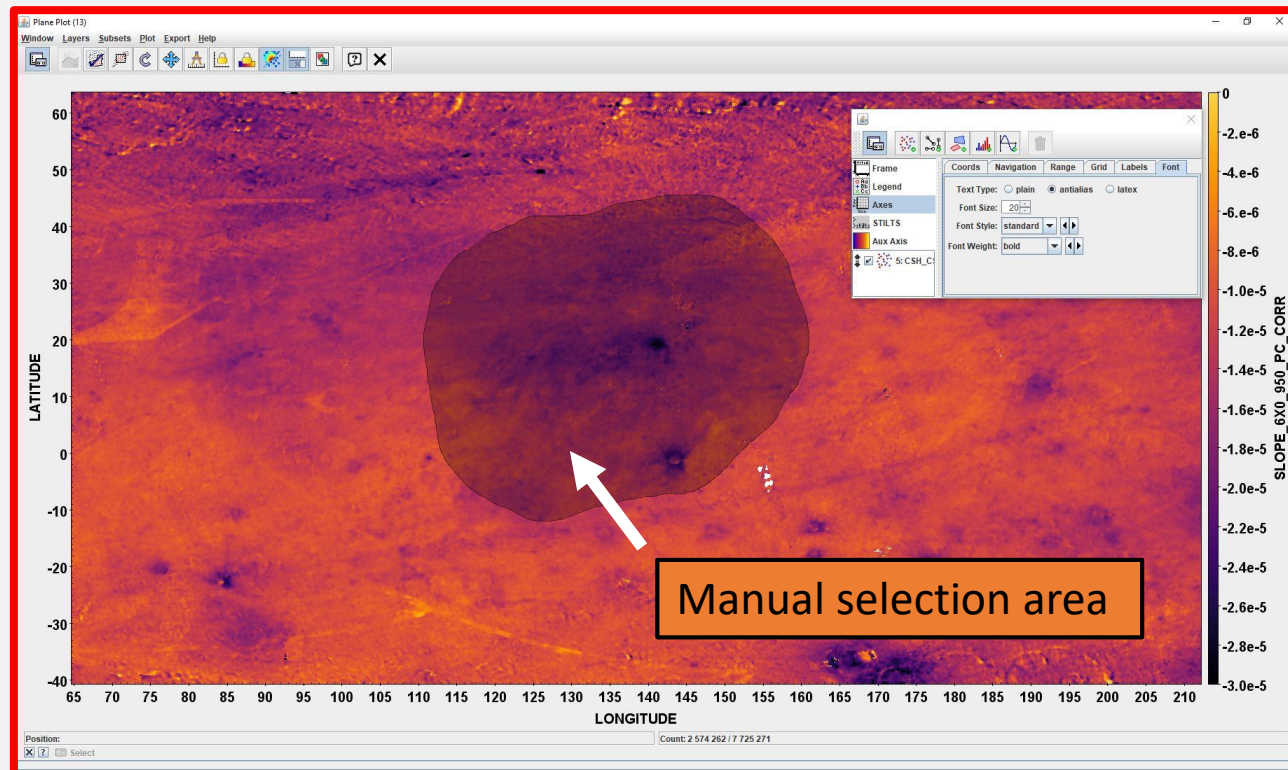 Plane Plot (13)
Window Layers Subsets Plot Export Help
60
50
40
30
20
10
0
-10
-20
-30
-40
LATITUDE
65 70 75 80 85 90 95 100 105 110 115 120 125 130 135 140 145 150 155 160 165 170 175 180 185 190 195 200 205 210
LONGITUDE
Manual selection area
Frame
Legend
Axes
STILTS
Aux Axis
5: CSH_C
Coords Navigation Range Grid Labels Font
Text Type: plain antialias latex
Font Size: 20
Font Style: standard
Font Weight: bold
0
-2.e-6
-4.e-6
-6.e-6
-8.e-6
-1.0e-5
-1.2e-5
-1.4e-5
-1.6e-5
-1.8e-5
-2.0e-5
-2.2e-5
-2.4e-5
-2.6e-5
-2.8e-5
-3.0e-5
SLOPE_6X0_950_PC_CORR
Position:
Count: 2 574 262 / 7 725 271
Select